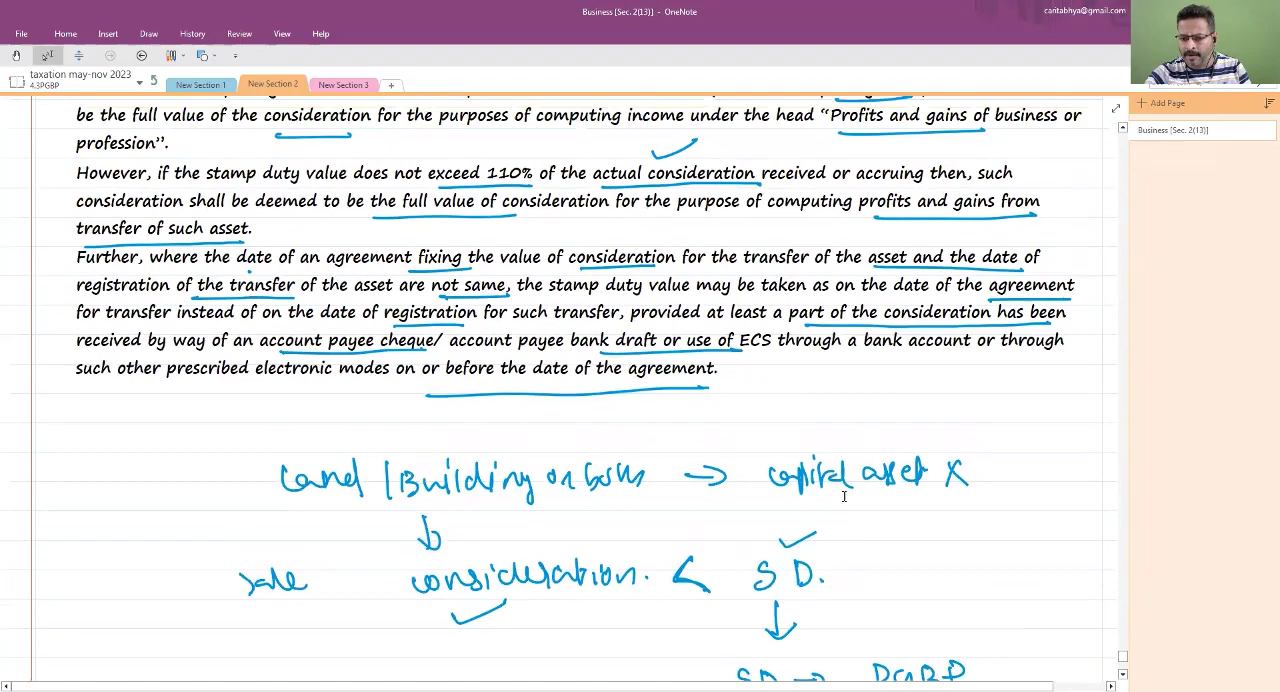 Business [Sec. 2(13)] - OneNote
caritabhya@gmail.com
File Home Insert Draw History Review View Help
taxation may-nov 2023
4.3PGBP
5
New Section 1 New Section 2 New Section 3 +
Add Page
Business [Sec. 2(13)]
be the full value of the consideration for the purposes of computing income under the head “Profits and gains of business or
profession”.
However, if the stamp duty value does not exceed 110% of the actual consideration received or accruing then, such
consideration shall be deemed to be the full value of consideration for the purpose of computing profits and gains from
transfer of such asset.
Further, where the date of an agreement fixing the value of consideration for the transfer of the asset and the date of
registration of the transfer of the asset are not same, the stamp duty value may be taken as on the date of the agreement
for transfer instead of on the date of registration for such transfer, provided at least a part of the consideration has been
received by way of an account payee cheque/ account payee bank draft or use of ECS through a bank account or through
such other prescribed electronic modes on or before the date of the agreement.
Land / Building or both → capital asset X
sale consideration. < S D.
SD → PGBP